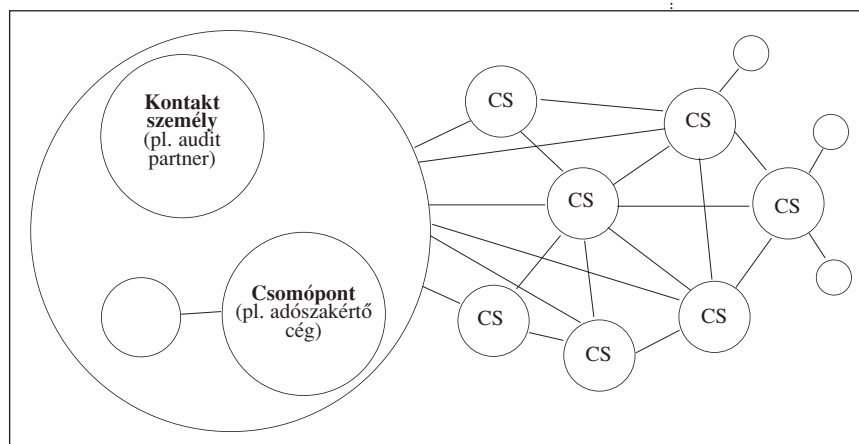 Kontakt
személy
(pl. audit
partner)
Csomópont
(pl. adószakértő
cég)
CS
CS
CS
CS
CS
CS
CS